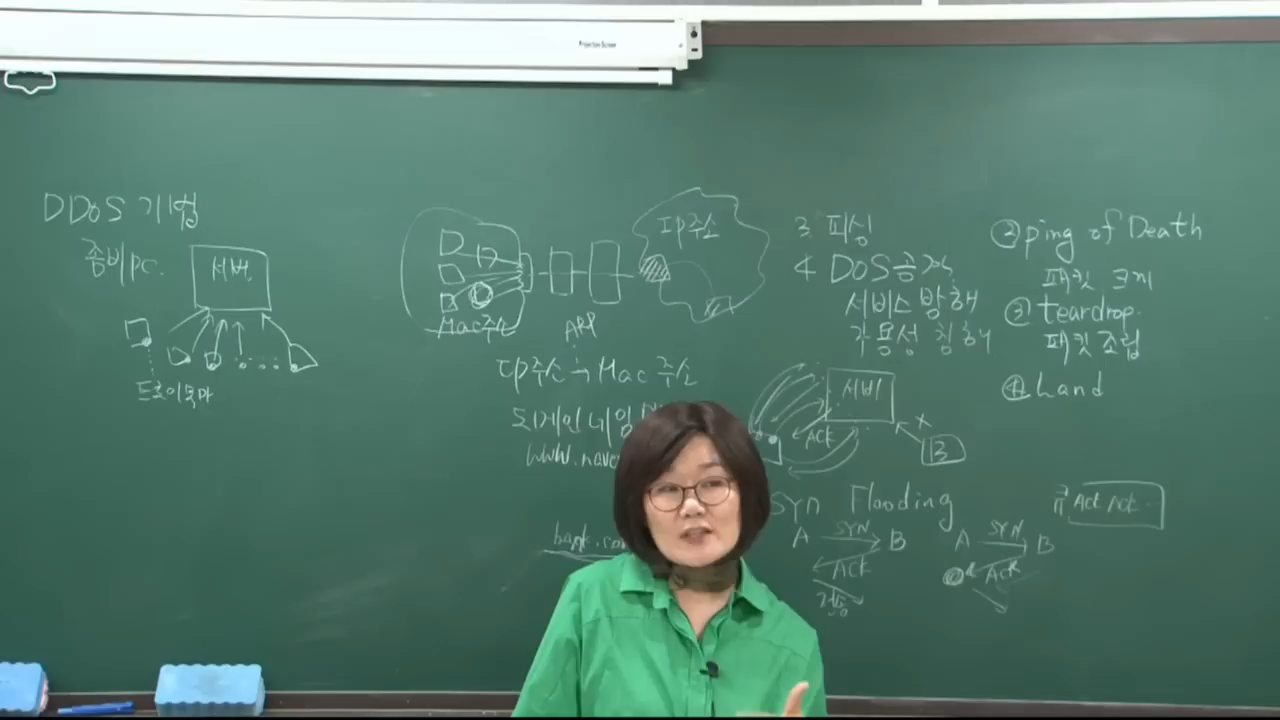 Projection Screen
DDoS 기법
좀비pc.
서버.
트로이목마
Mac주소
ARP
Ip주소
Ip주소 → Mac 주소
도메인 네임
www.nave
bank.co
3. 피싱
4. DoS공격
서비스 방해
가용성 침해
서버
ACK
B
SYN Flooding
A SYN B
ACK
A SYN B
ACK
② ping of Death
패킷 크기
③ teardrop.
패킷 조립
④ Land
큐 Ack Ack..